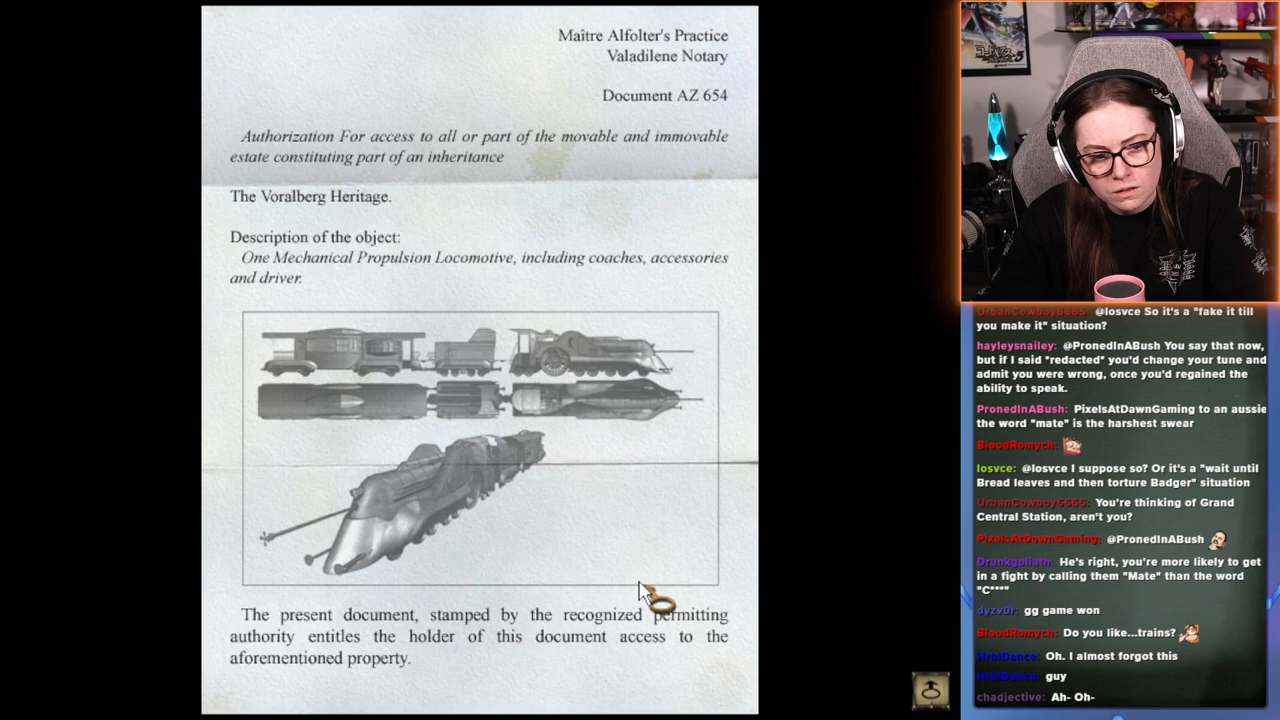 Maître Alfolter's Practice
Valadilene Notary
Document AZ 654
Authorization For access to all or part of the movable and immovable
estate constituting part of an inheritance
The Voralberg Heritage.
Description of the object:
One Mechanical Propulsion Locomotive, including coaches, accessories
and driver.
The present document, stamped by the recognized permitting
authority entitles the holder of this document access to the
aforementioned property.
UrbanCowboy6665: @losvce So it's a "fake it till
you make it" situation?
hayleysnailey: @PronedInABush You say that now,
but if I said *redacted* you'd change your tune and
admit you were wrong, once you'd regained the
ability to speak.
PronedInABush: PixelsAtDawnGaming to an aussie
the word "mate" is the harshest swear
BloodRomych:
losvce: @losvce I suppose so? Or it's a "wait until
Bread leaves and then torture Badger" situation
UrbanCowboy6665: You're thinking of Grand
Central Station, aren't you?
PixelsAtDawnGaming: @PronedInABush
Drunkgoliath: He's right, you're more likely to get
in a fight by calling them "Mate" than the word
"C****"
dyzv0r: gg game won
BloodRomych: Do you like...trains?
Oh. I almost forgot this
guy
chadjective: Ah- Oh-